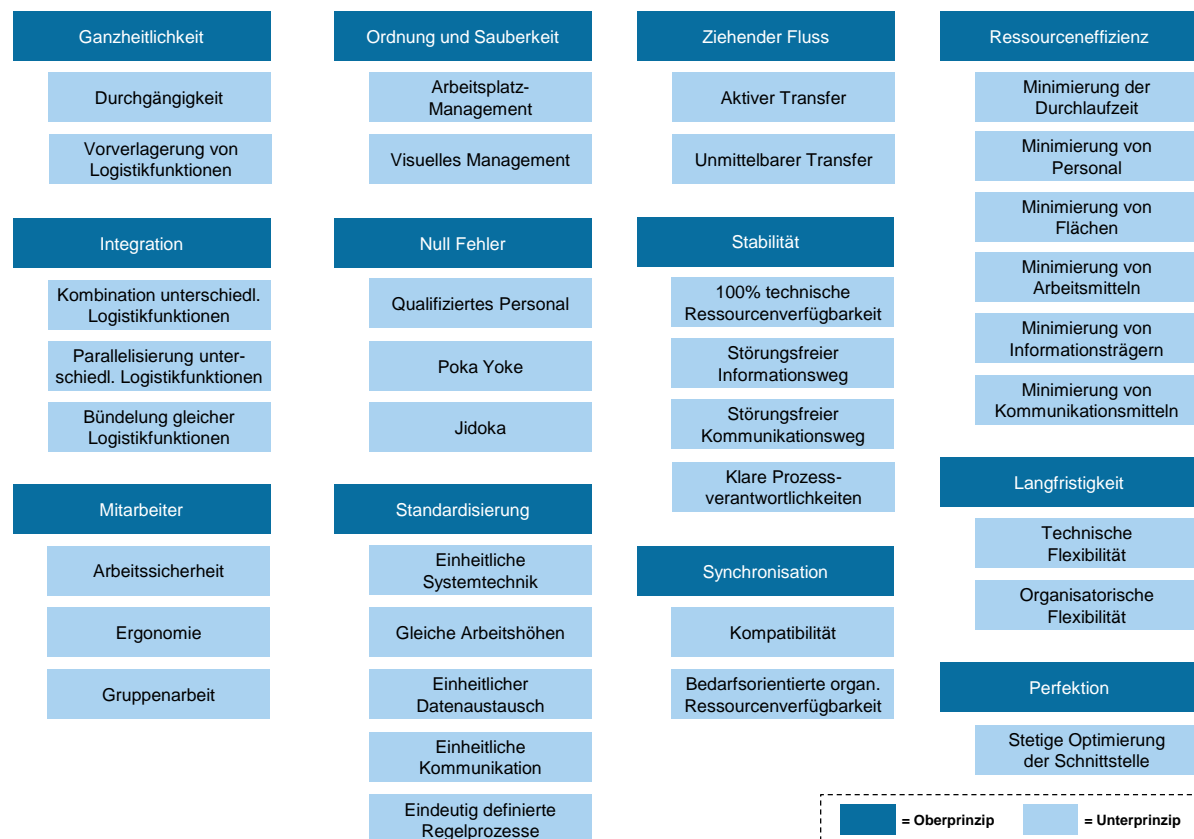 Ganzheitlichkeit
Durchgängigkeit
Vorverlagerung von
Logistikfunktionen
Integration
Kombination unterschiedl.
Logistikfunktionen
Parallelisierung unter-
schiedl. Logistikfunktionen
Bündelung gleicher
Logistikfunktionen
Mitarbeiter
Arbeitssicherheit
Ergonomie
Gruppenarbeit
Ordnung und Sauberkeit
Arbeitsplatz-
Management
Visuelles Management
Null Fehler
Qualifiziertes Personal
Poka Yoke
Jidoka
Standardisierung
Einheitliche
Systemtechnik
Gleiche Arbeitshöhen
Einheitlicher
Datenaustausch
Einheitliche
Kommunikation
Eindeutig definierte
Regelprozesse
Ziehender Fluss
Aktiver Transfer
Unmittelbarer Transfer
Stabilität
100% technische
Ressourcenverfügbarkeit
Störungsfreier
Informationsweg
Störungsfreier
Kommunikationsweg
Klare Prozess-
verantwortlichkeiten
Synchronisation
Kompatibilität
Bedarfsorientierte organ.
Ressourcenverfügbarkeit
Ressourceneffizienz
Minimierung der
Durchlaufzeit
Minimierung von
Personal
Minimierung von
Flächen
Minimierung von
Arbeitsmitteln
Minimierung von
Informationsträgern
Minimierung von
Kommunikationsmitteln
Langfristigkeit
Technische
Flexibilität
Organisatorische
Flexibilität
Perfektion
Stetige Optimierung
der Schnittstelle
= Oberprinzip
= Unterprinzip